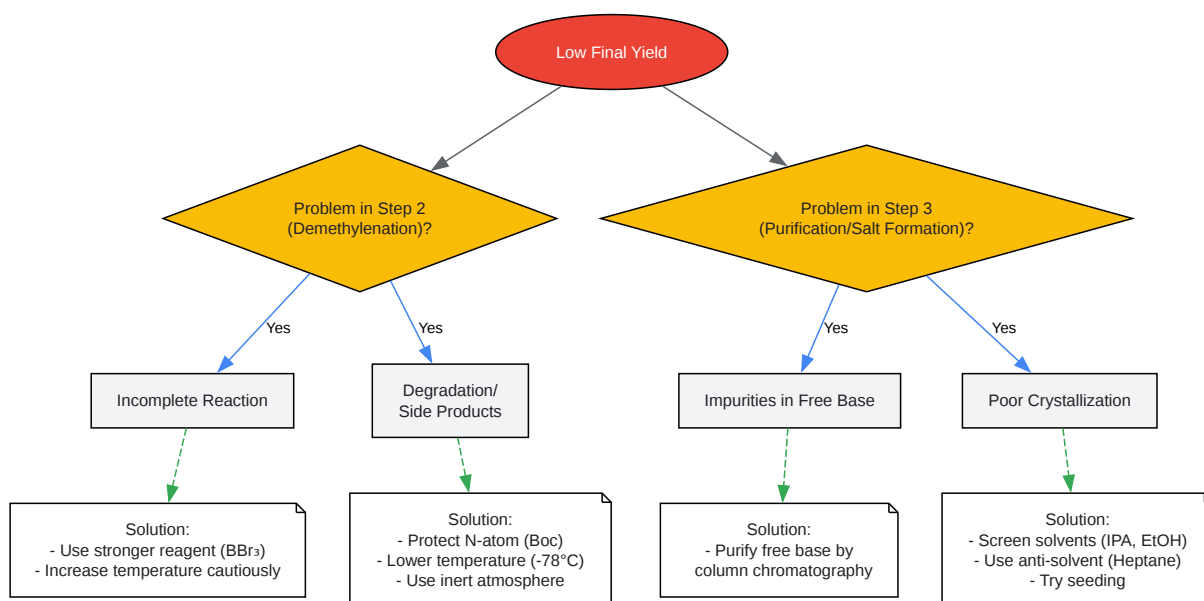 Low Final Yield
Problem in Step 2
(Demethylenation)?
Problem in Step 3
(Purification/Salt Formation)?
Yes
Yes
Yes
Yes
Incomplete Reaction
Degradation/
Side Products
Impurities in Free Base
Poor Crystallization
Solution:
- Use stronger reagent (BBr₃)
- Increase temperature cautiously
Solution:
- Protect N-atom (Boc)
- Lower temperature (-78°C)
- Use inert atmosphere
Solution:
- Purify free base by
column chromatography
Solution:
- Screen solvents (IPA, EtOH)
- Use anti-solvent (Heptane)
- Try seeding